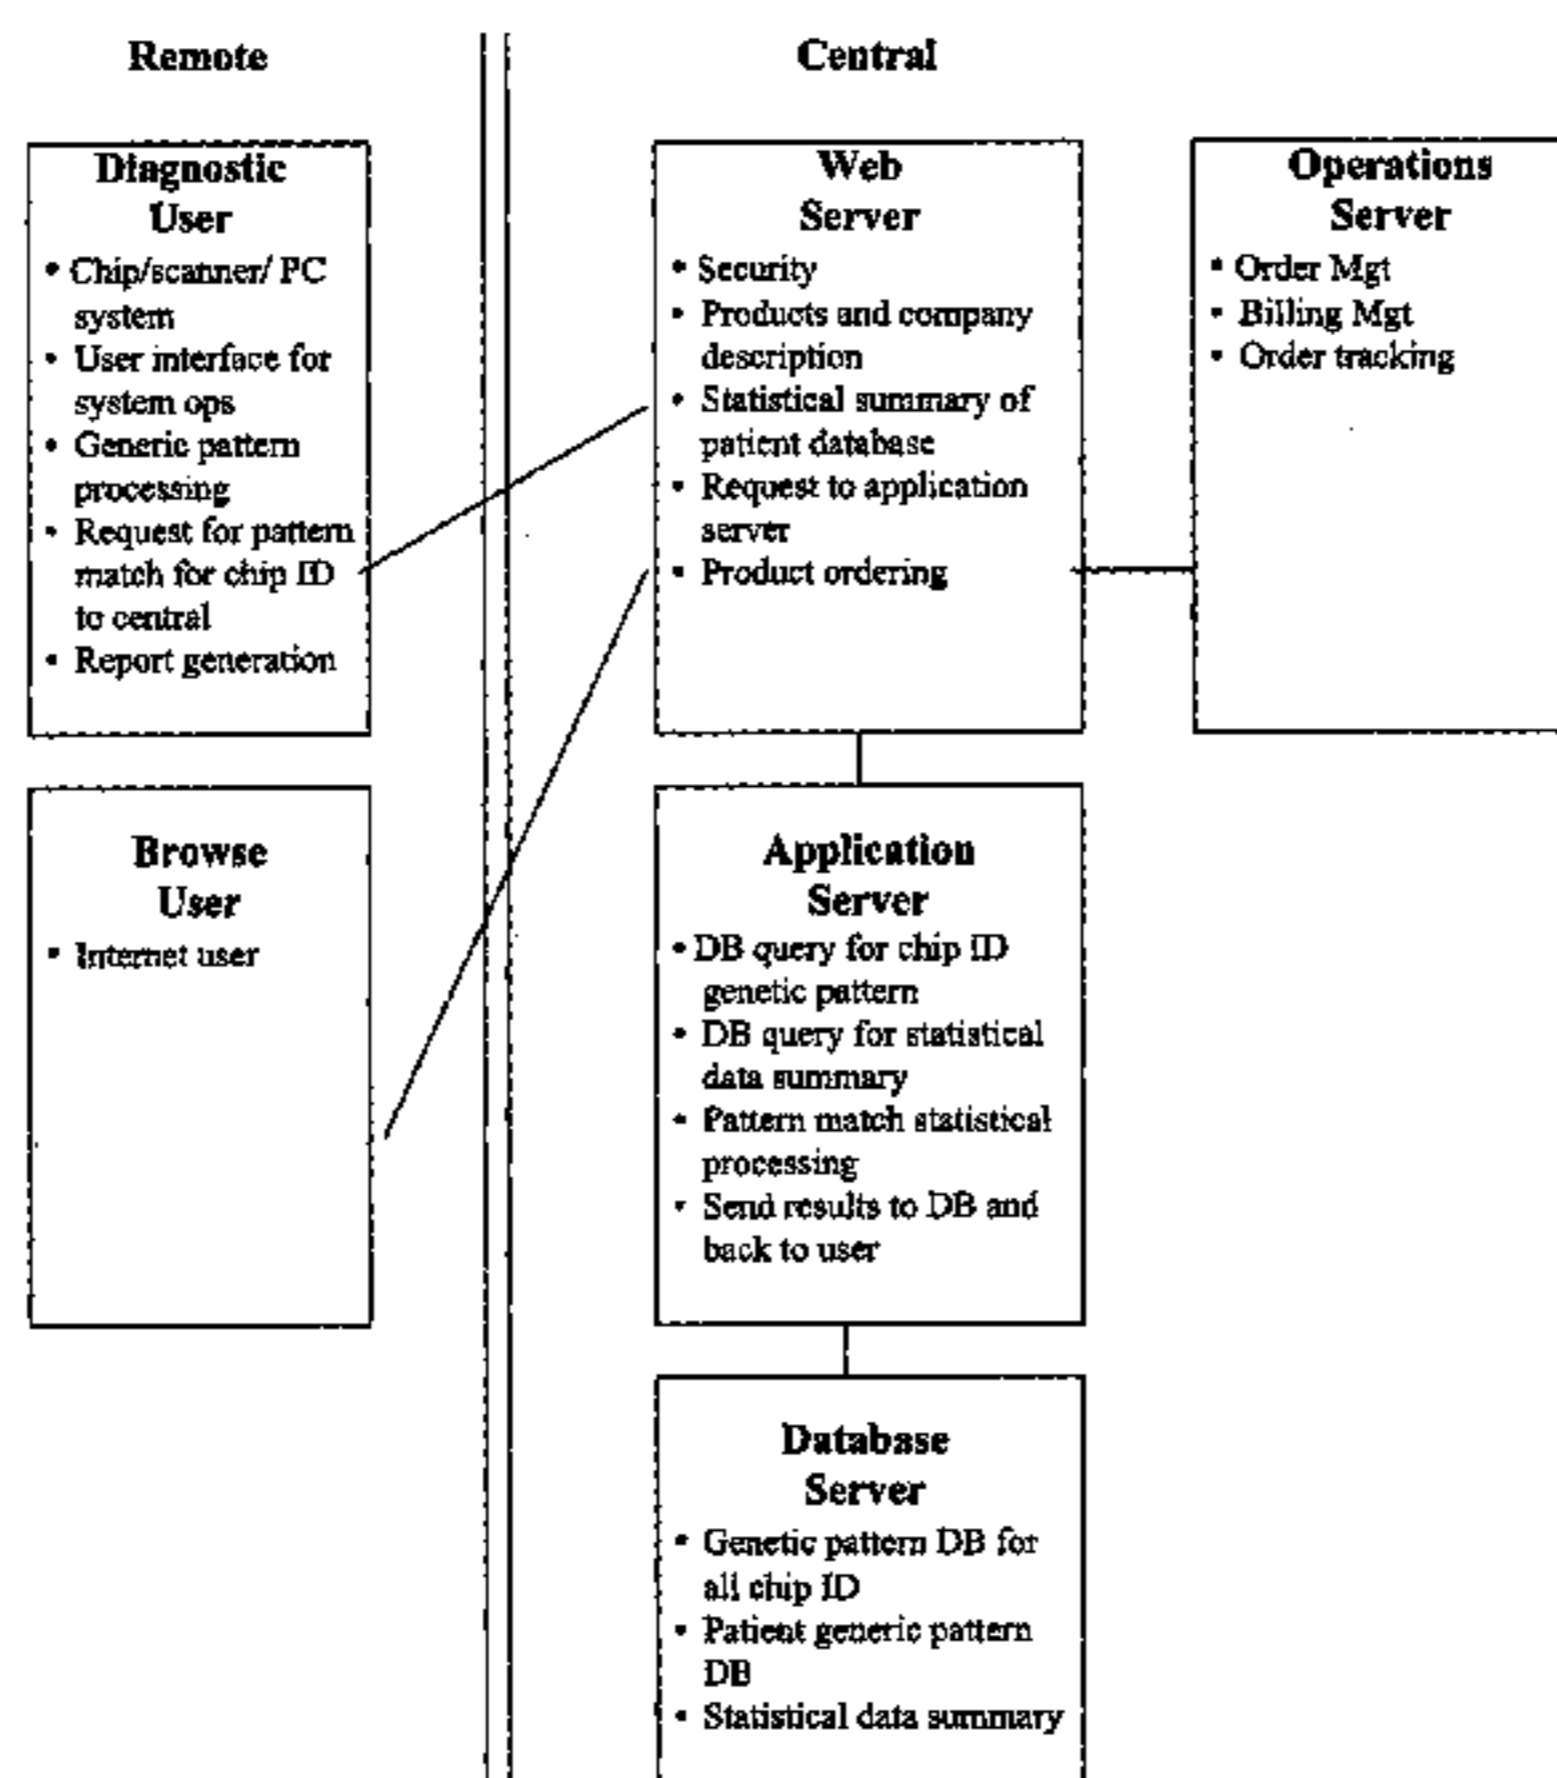 Remote
Central
Diagnostic
User
• Chip/scanner/ PC
system
• User interface for
system ops
• Generic pattern
processing
• Request for pattern
match for chip ID
to central
• Report generation
Browse
User
• Internet user
Web
Server
• Security
• Products and company
description
• Statistical summary of
patient database
• Request to application
server
• Product ordering
Operations
Server
• Order Mgt
• Billing Mgt
• Order tracking
Application
Server
• DB query for chip ID
genetic pattern
• DB query for statistical
data summary
• Pattern match statistical
processing
• Send results to DB and
back to user
Database
Server
• Genetic pattern DB for
all chip ID
• Patient generic pattern
DB
• Statistical data summary